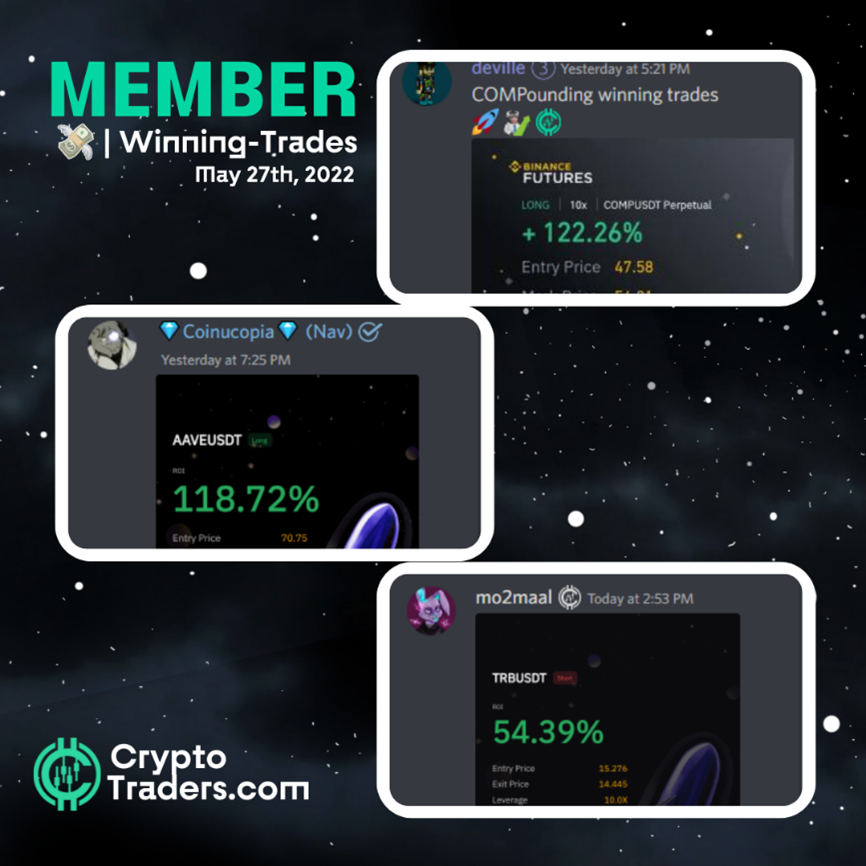 MEMBER
| Winning-Trades
May 27th, 2022
deville 3 Yesterday at 5:21 PM
COMPounding winning trades
BINANCE
FUTURES
LONG | 10x | COMPUSDT Perpetual
+ 122.26%
Entry Price 47.58
Coinucopia (Nav)
Yesterday at 7:25 PM
AAVEUSDT Long
ROI
118.72%
Entry Price 70.75
mo2maal Today at 2:53 PM
TRBUSDT Short
ROI
54.39%
Entry Price 15.276
Exit Price 14.445
Leverage 10.0X
Crypto
Traders.com